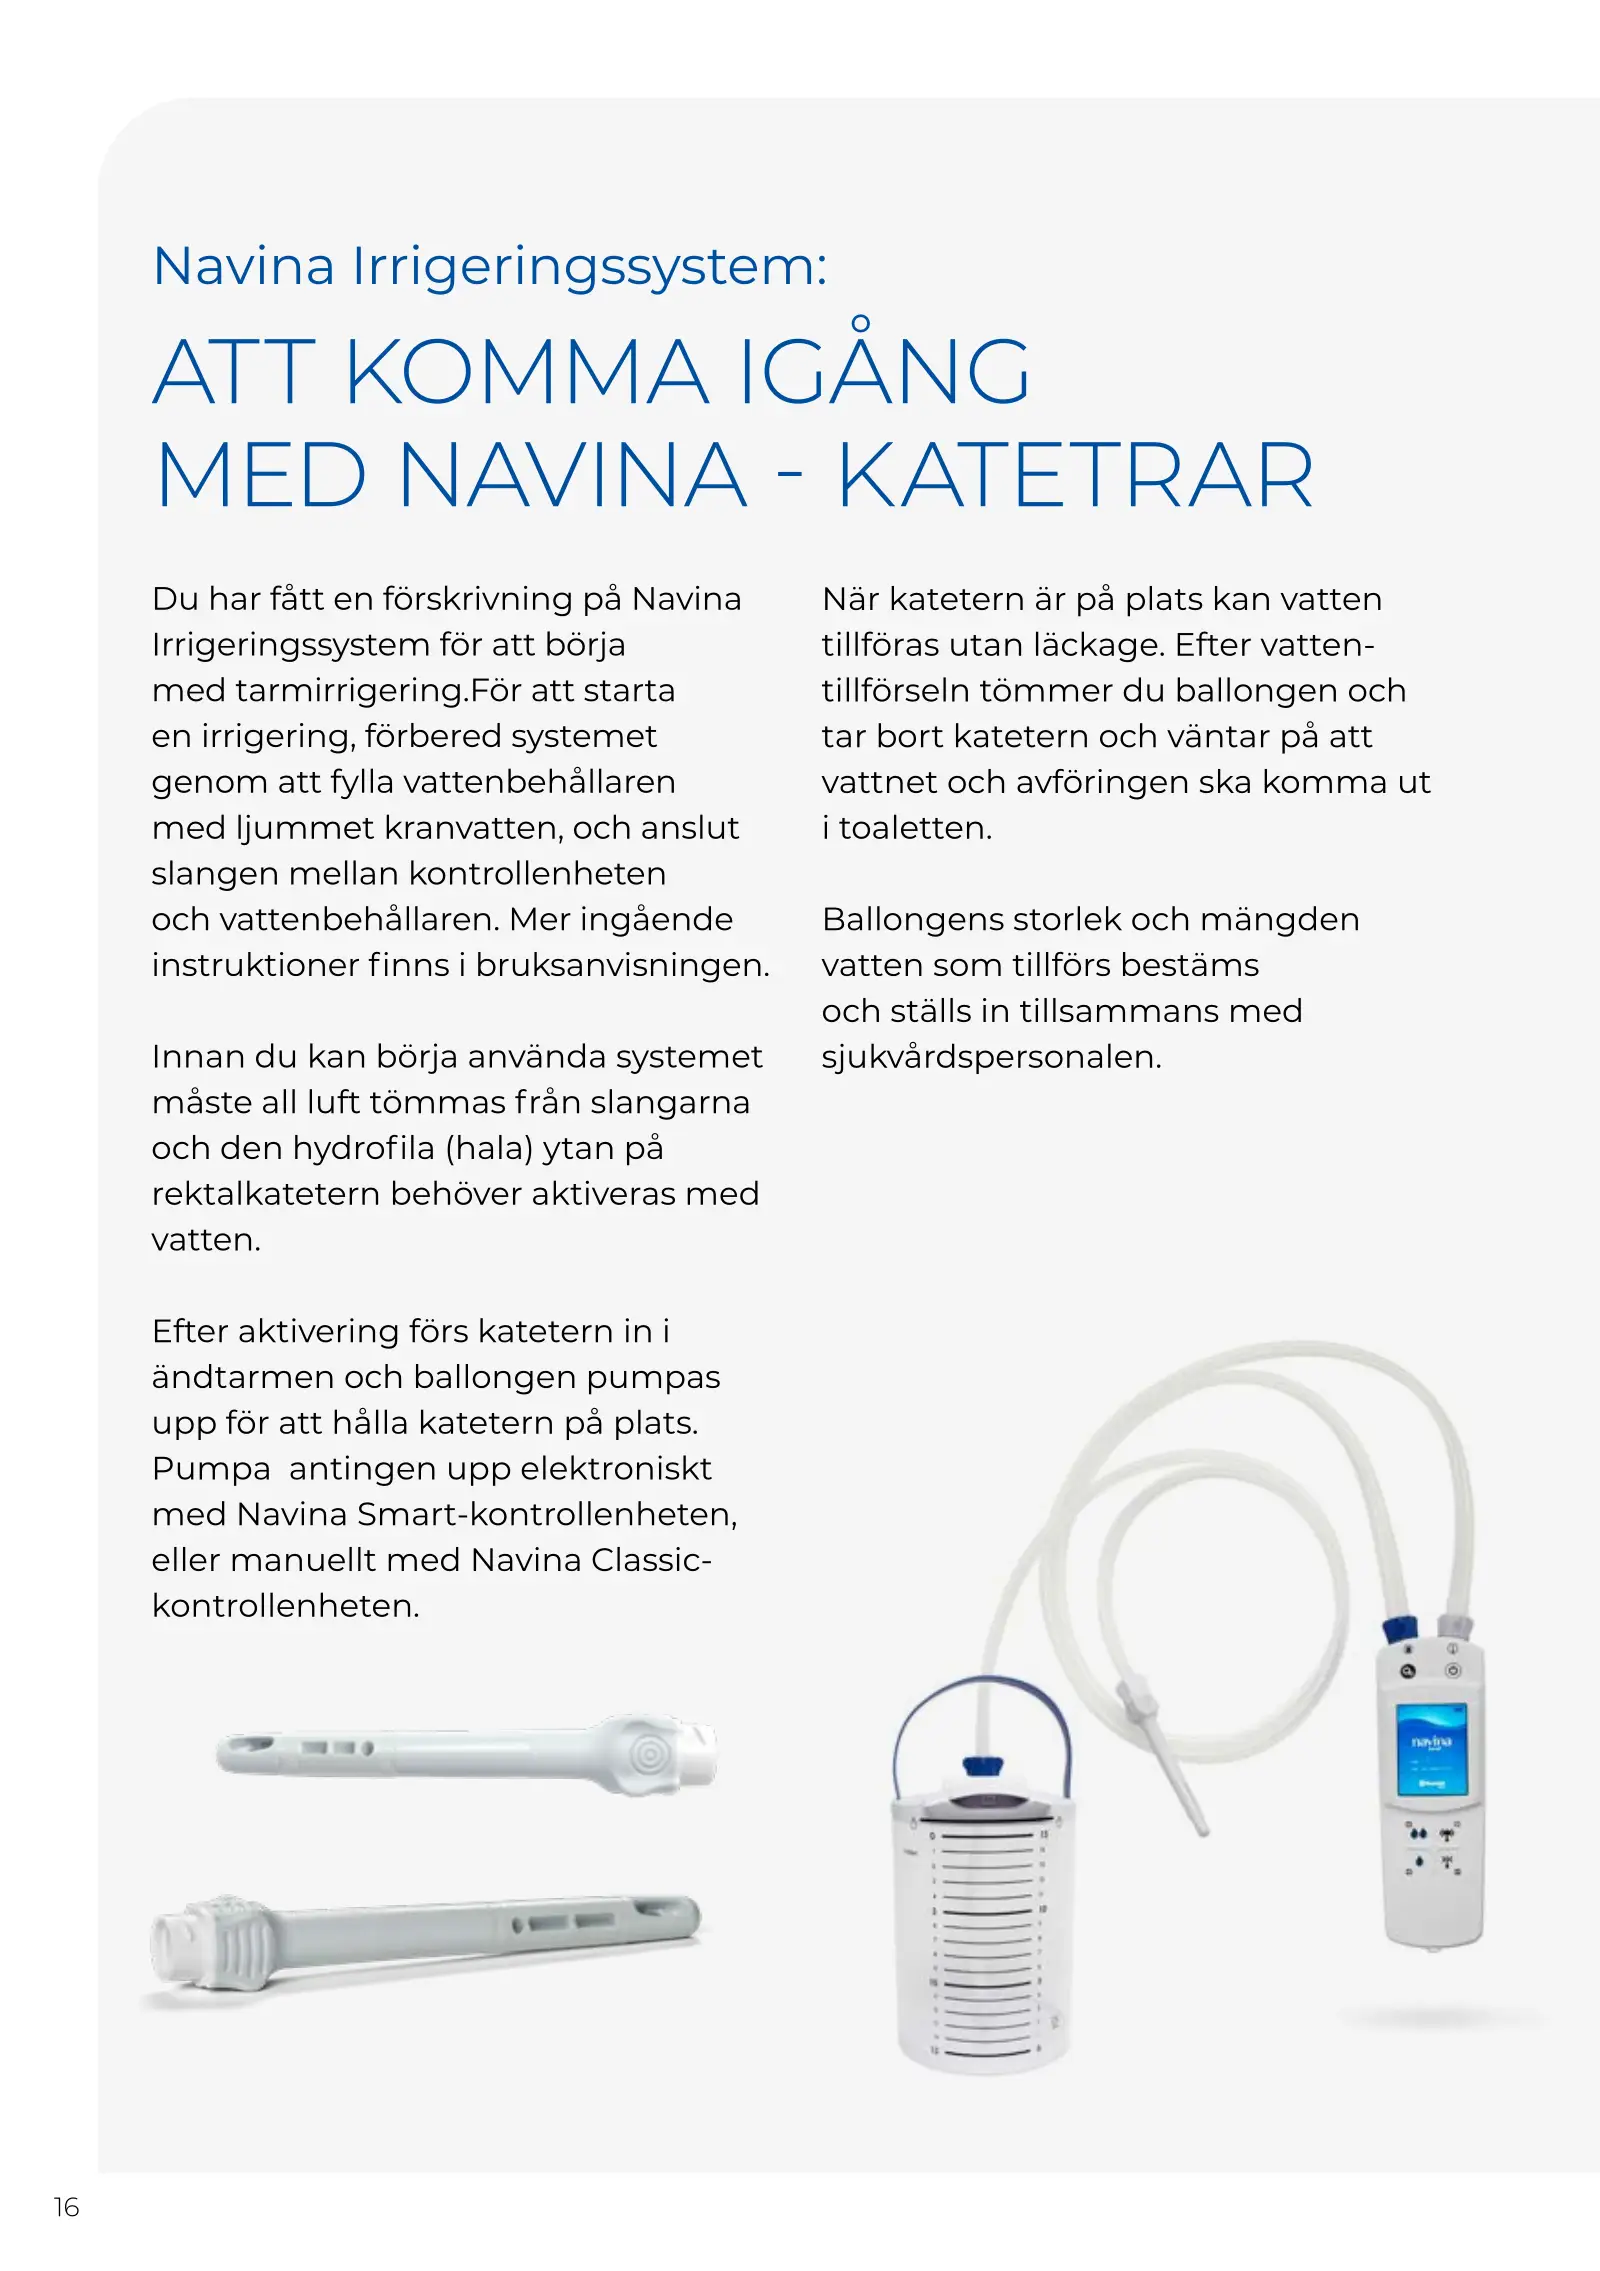 Navina Irrigeringssystem:
ATT KOMMA IGÅNG
MED NAVINA - KATETRAR
Du har fått en förskrivning på Navina
Irrigeringssystem för att börja
med tarmirrigering.För att starta
en irrigering, förbered systemet
genom att fylla vattenbehållaren
med ljummet kranvatten, och anslut
slangen mellan kontrollenheten
och vattenbehållaren. Mer ingående
instruktioner finns i bruksanvisningen.
Innan du kan börja använda systemet
måste all luft tömmas från slangarna
och den hydrofila (hala) ytan på
rektalkatetern behöver aktiveras med
vatten.
Efter aktivering förs katetern in i
ändtarmen och ballongen pumpas
upp för att hålla katetern på plats.
Pumpa  antingen upp elektroniskt
med Navina Smart-kontrollenheten,
eller manuellt med Navina Classic-
kontrollenheten.
När katetern är på plats kan vatten
tillföras utan läckage. Efter vatten-
tillförseln tömmer du ballongen och
tar bort katetern och väntar på att
vattnet och avföringen ska komma ut
i toaletten.
Ballongens storlek och mängden
vatten som tillförs bestäms
och ställs in tillsammans med
sjukvårdspersonalen.
navina
16